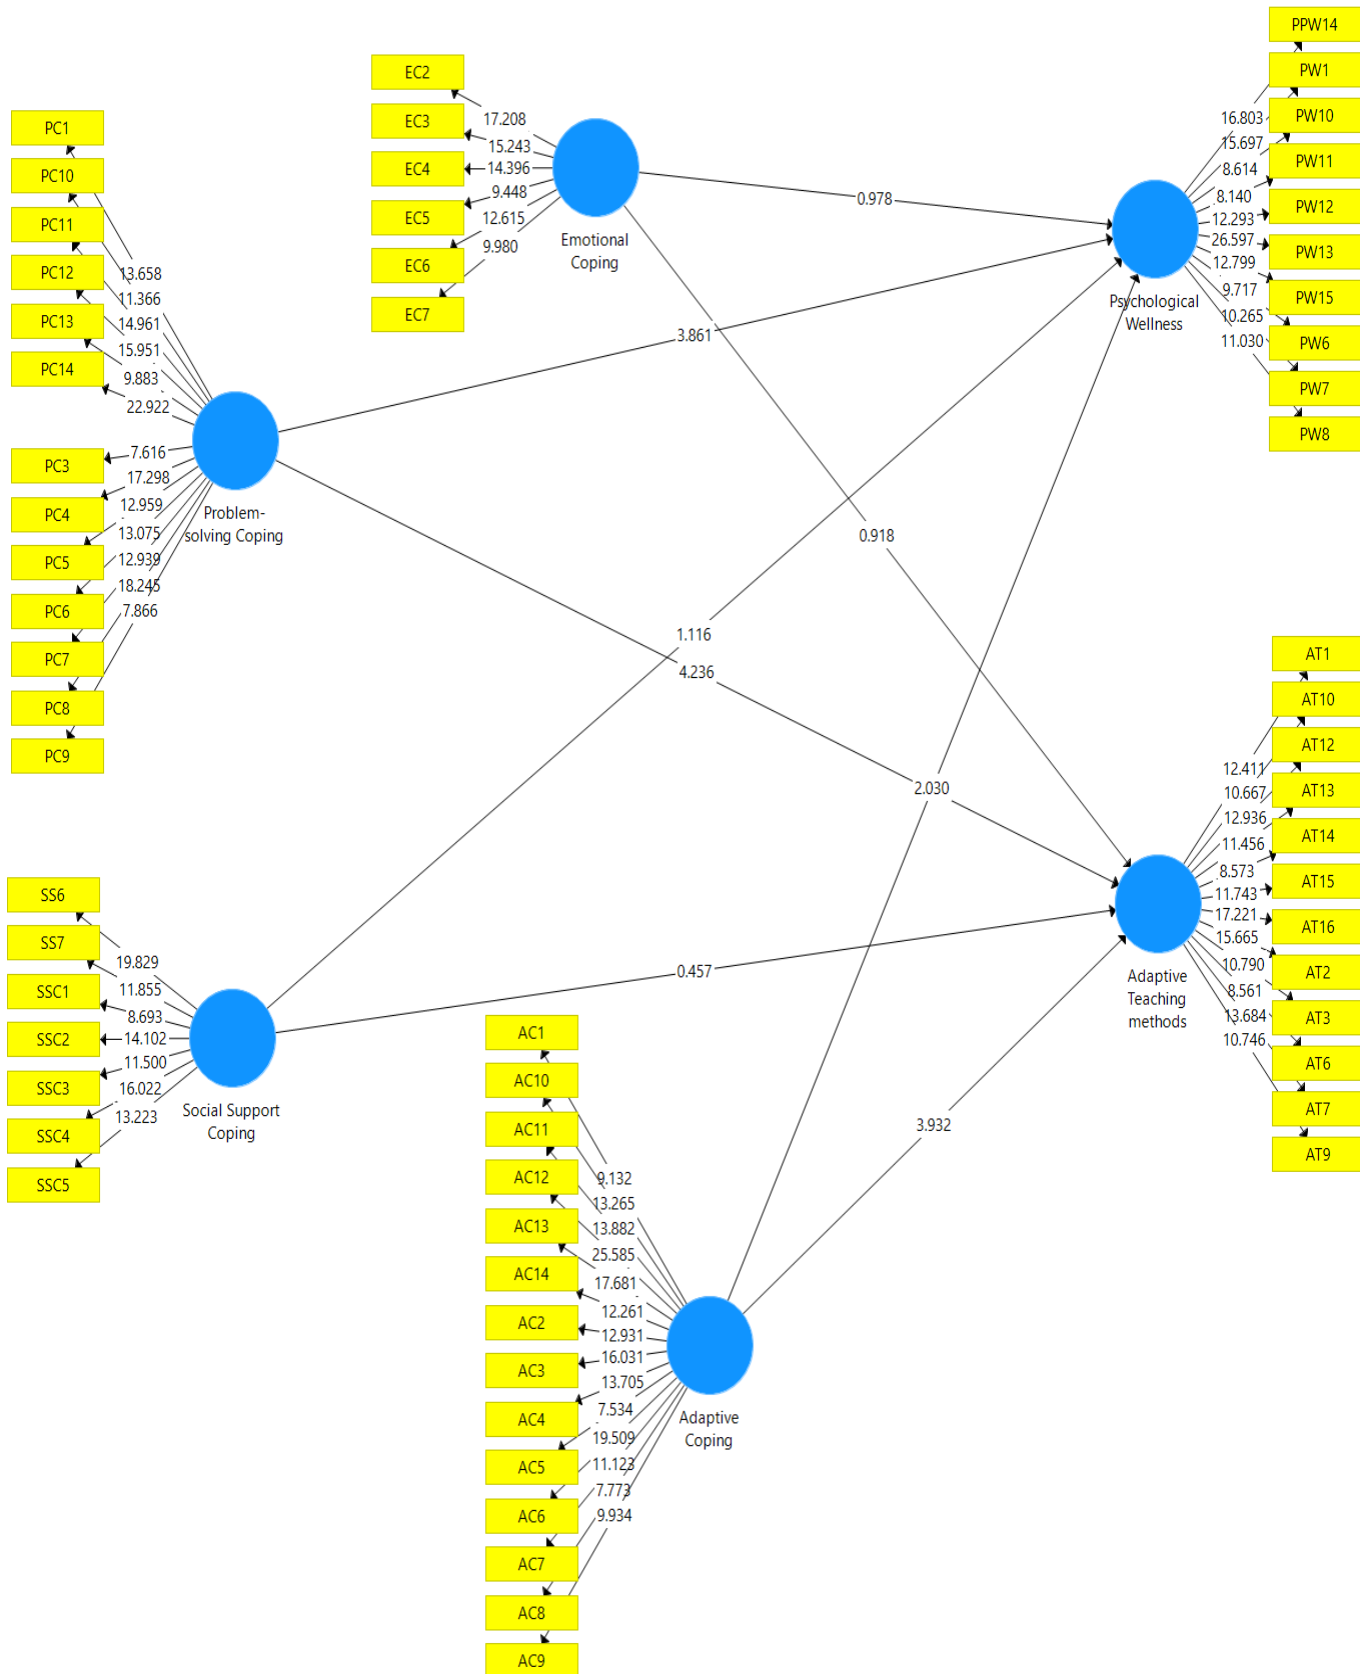 PC1
PC10
PC11
PC12
PC13
PC14
PC3
PC4
PC5
PC6
PC7
PC8
PC9
13.658
11.366
14.961
15.951
9.883
22.922
7.616
17.298
12.959
13.075
12.939
18.245
7.866
Problem-
solving Coping
EC2
EC3
EC4
EC5
EC6
EC7
17.208
15.243
14.396
9.448
12.615
9.980
Emotional
Coping
0.978
3.861
0.918
1.116
4.236
2.030
0.457
3.932
PPW14
PW1
PW10
PW11
PW12
PW13
PW15
PW6
PW7
PW8
16.803
15.697
8.614
8.140
12.293
26.597
12.799
9.717
10.265
11.030
Psychological
Wellness
SS6
SS7
SSC1
SSC2
SSC3
SSC4
SSC5
19.829
11.855
8.693
14.102
11.500
16.022
13.223
Social Support
Coping
AC1
AC10
AC11
AC12
AC13
AC14
AC2
AC3
AC4
AC5
AC6
AC7
AC8
AC9
9.132
13.265
13.882
25.585
17.681
12.261
12.931
16.031
13.705
7.534
19.509
11.123
7.773
9.934
Adaptive
Coping
AT1
AT10
AT12
AT13
AT14
AT15
AT16
AT2
AT3
AT6
AT7
AT9
12.411
10.667
12.936
11.456
8.573
11.743
17.221
15.665
10.790
8.561
13.684
10.746
Adaptive
Teaching
methods